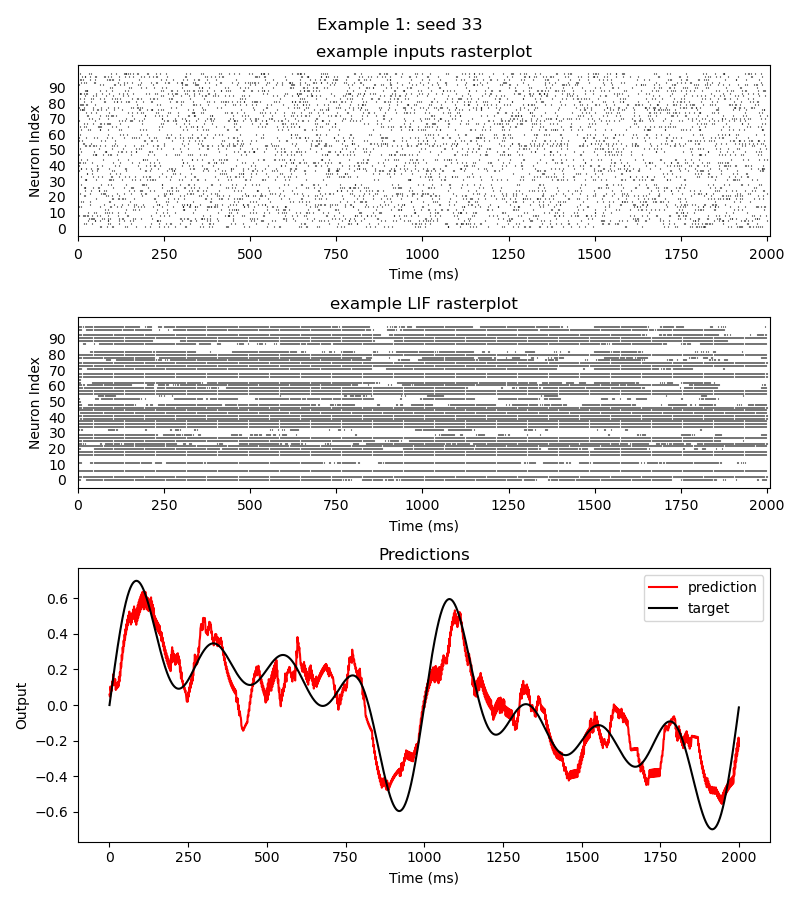 Example 1: seed 33
example inputs rasterplot
Neuron Index
90
80
70
60
50
40
30
20
10
0
0 250 500 750 1000 1250 1500 1750 2000
Time (ms)
example LIF rasterplot
Neuron Index
90
80
70
60
50
40
30
20
10
0
0 250 500 750 1000 1250 1500 1750 2000
Time (ms)
Predictions
prediction
target
Output
0.6
0.4
0.2
0.0
−0.2
−0.4
−0.6
0 250 500 750 1000 1250 1500 1750 2000
Time (ms)